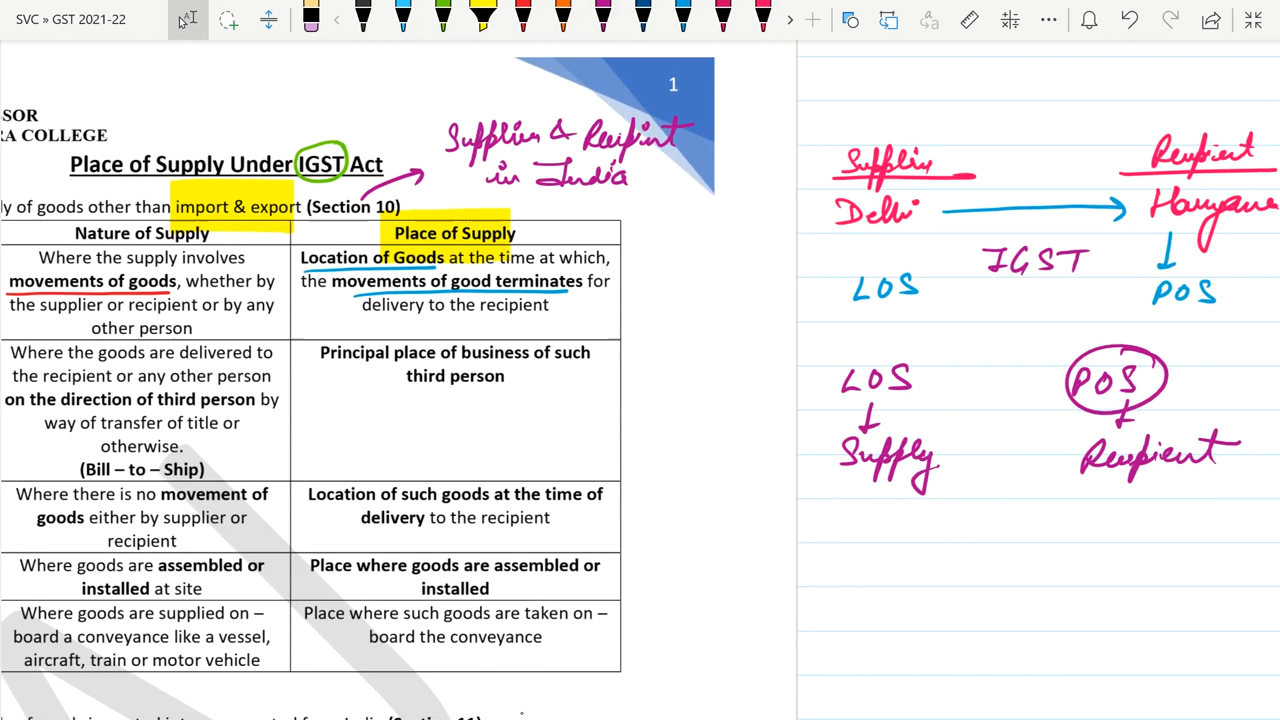 SVC » GST 2021-22
1
SSOR
RA COLLEGE
Place of Supply Under IGST Act
Supplier & Recipient
in India
ly of goods other than import & export (Section 10)
Nature of Supply
Place of Supply
Where the supply involves
movements of goods, whether by
the supplier or recipient or by any
other person
Location of Goods at the time at which,
the movements of good terminates for
delivery to the recipient
Where the goods are delivered to
the recipient or any other person
on the direction of third person by
way of transfer of title or
otherwise.
(Bill – to – Ship)
Principal place of business of such
third person
Where there is no movement of
goods either by supplier or
recipient
Location of such goods at the time of
delivery to the recipient
Where goods are assembled or
installed at site
Place where goods are assembled or
installed
Where goods are supplied on –
board a conveyance like a vessel,
aircraft, train or motor vehicle
Place where such goods are taken on –
board the conveyance
(Section 11)
Supplier
Recipient
Delhi
Haryana
IGST
LOS
POS
LOS
POS
Supply
Recipient